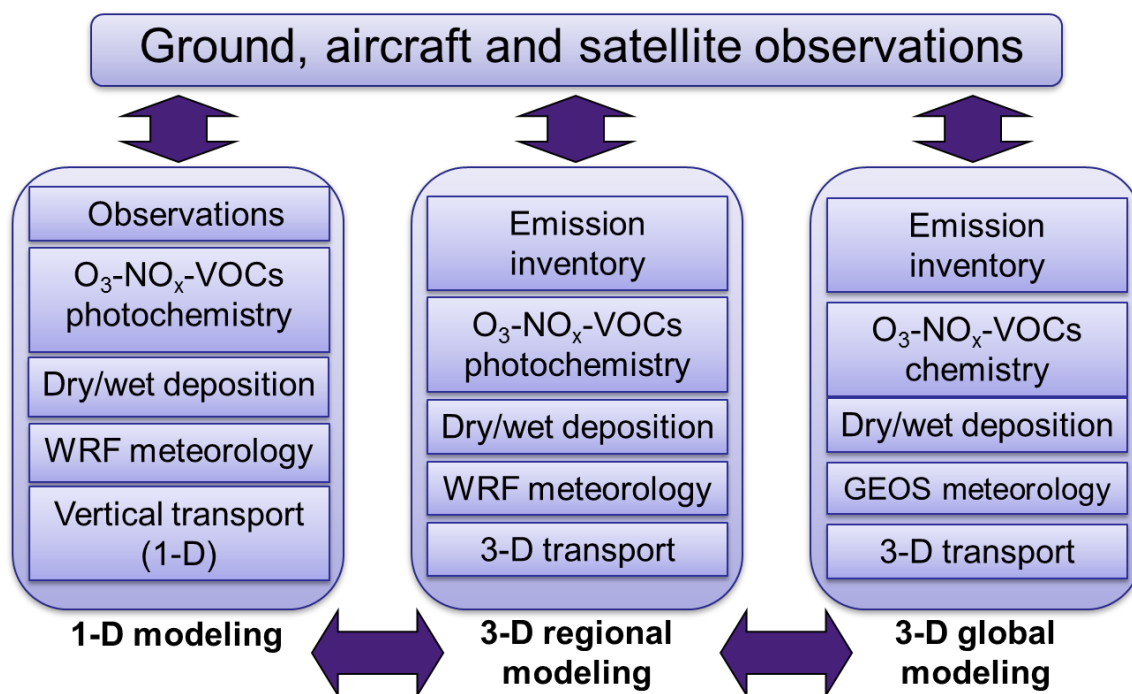 Ground, aircraft and satellite observations
Observations
O₃-NOₓ-VOCs
photochemistry
Dry/wet deposition
WRF meteorology
Vertical transport
(1-D)
1-D modeling
Emission
inventory
O₃-NOₓ-VOCs
photochemistry
Dry/wet deposition
WRF meteorology
3-D transport
3-D regional
modeling
Emission
inventory
O₃-NOₓ-VOCs
chemistry
Dry/wet deposition
GEOS meteorology
3-D transport
3-D global
modeling